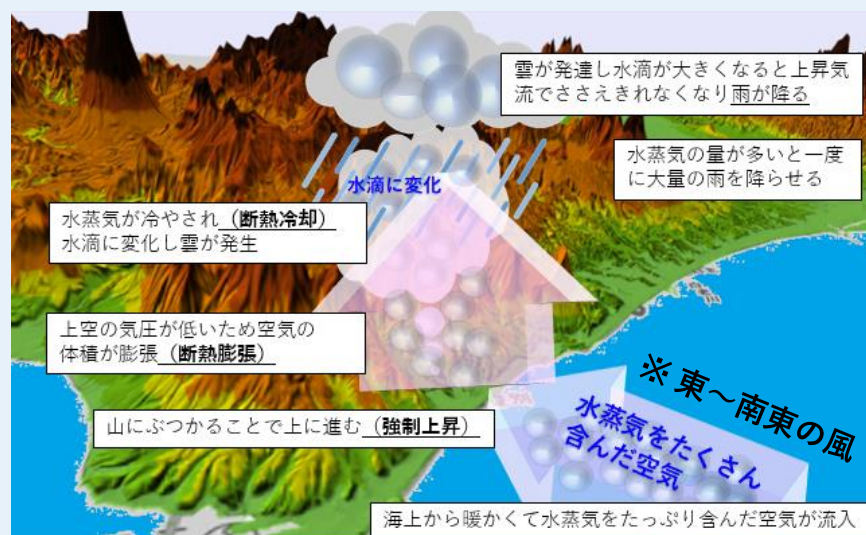 雲が発達し水滴が大きくなると上昇気
流でささえきれなくなり雨が降る
水蒸気の量が多いと一度
に大量の雨を降らせる
水滴に変化
水蒸気が冷やされ(断熱冷却)
水滴に変化し雲が発生
上空の気圧が低いため空気の
体積が膨張(断熱膨張)
山にぶつかることで上に進む(強制上昇)
※東~南東の風
水蒸気をたくさん
含んだ空気
海上から暖かくて水蒸気をたっぷり含んだ空気が流入